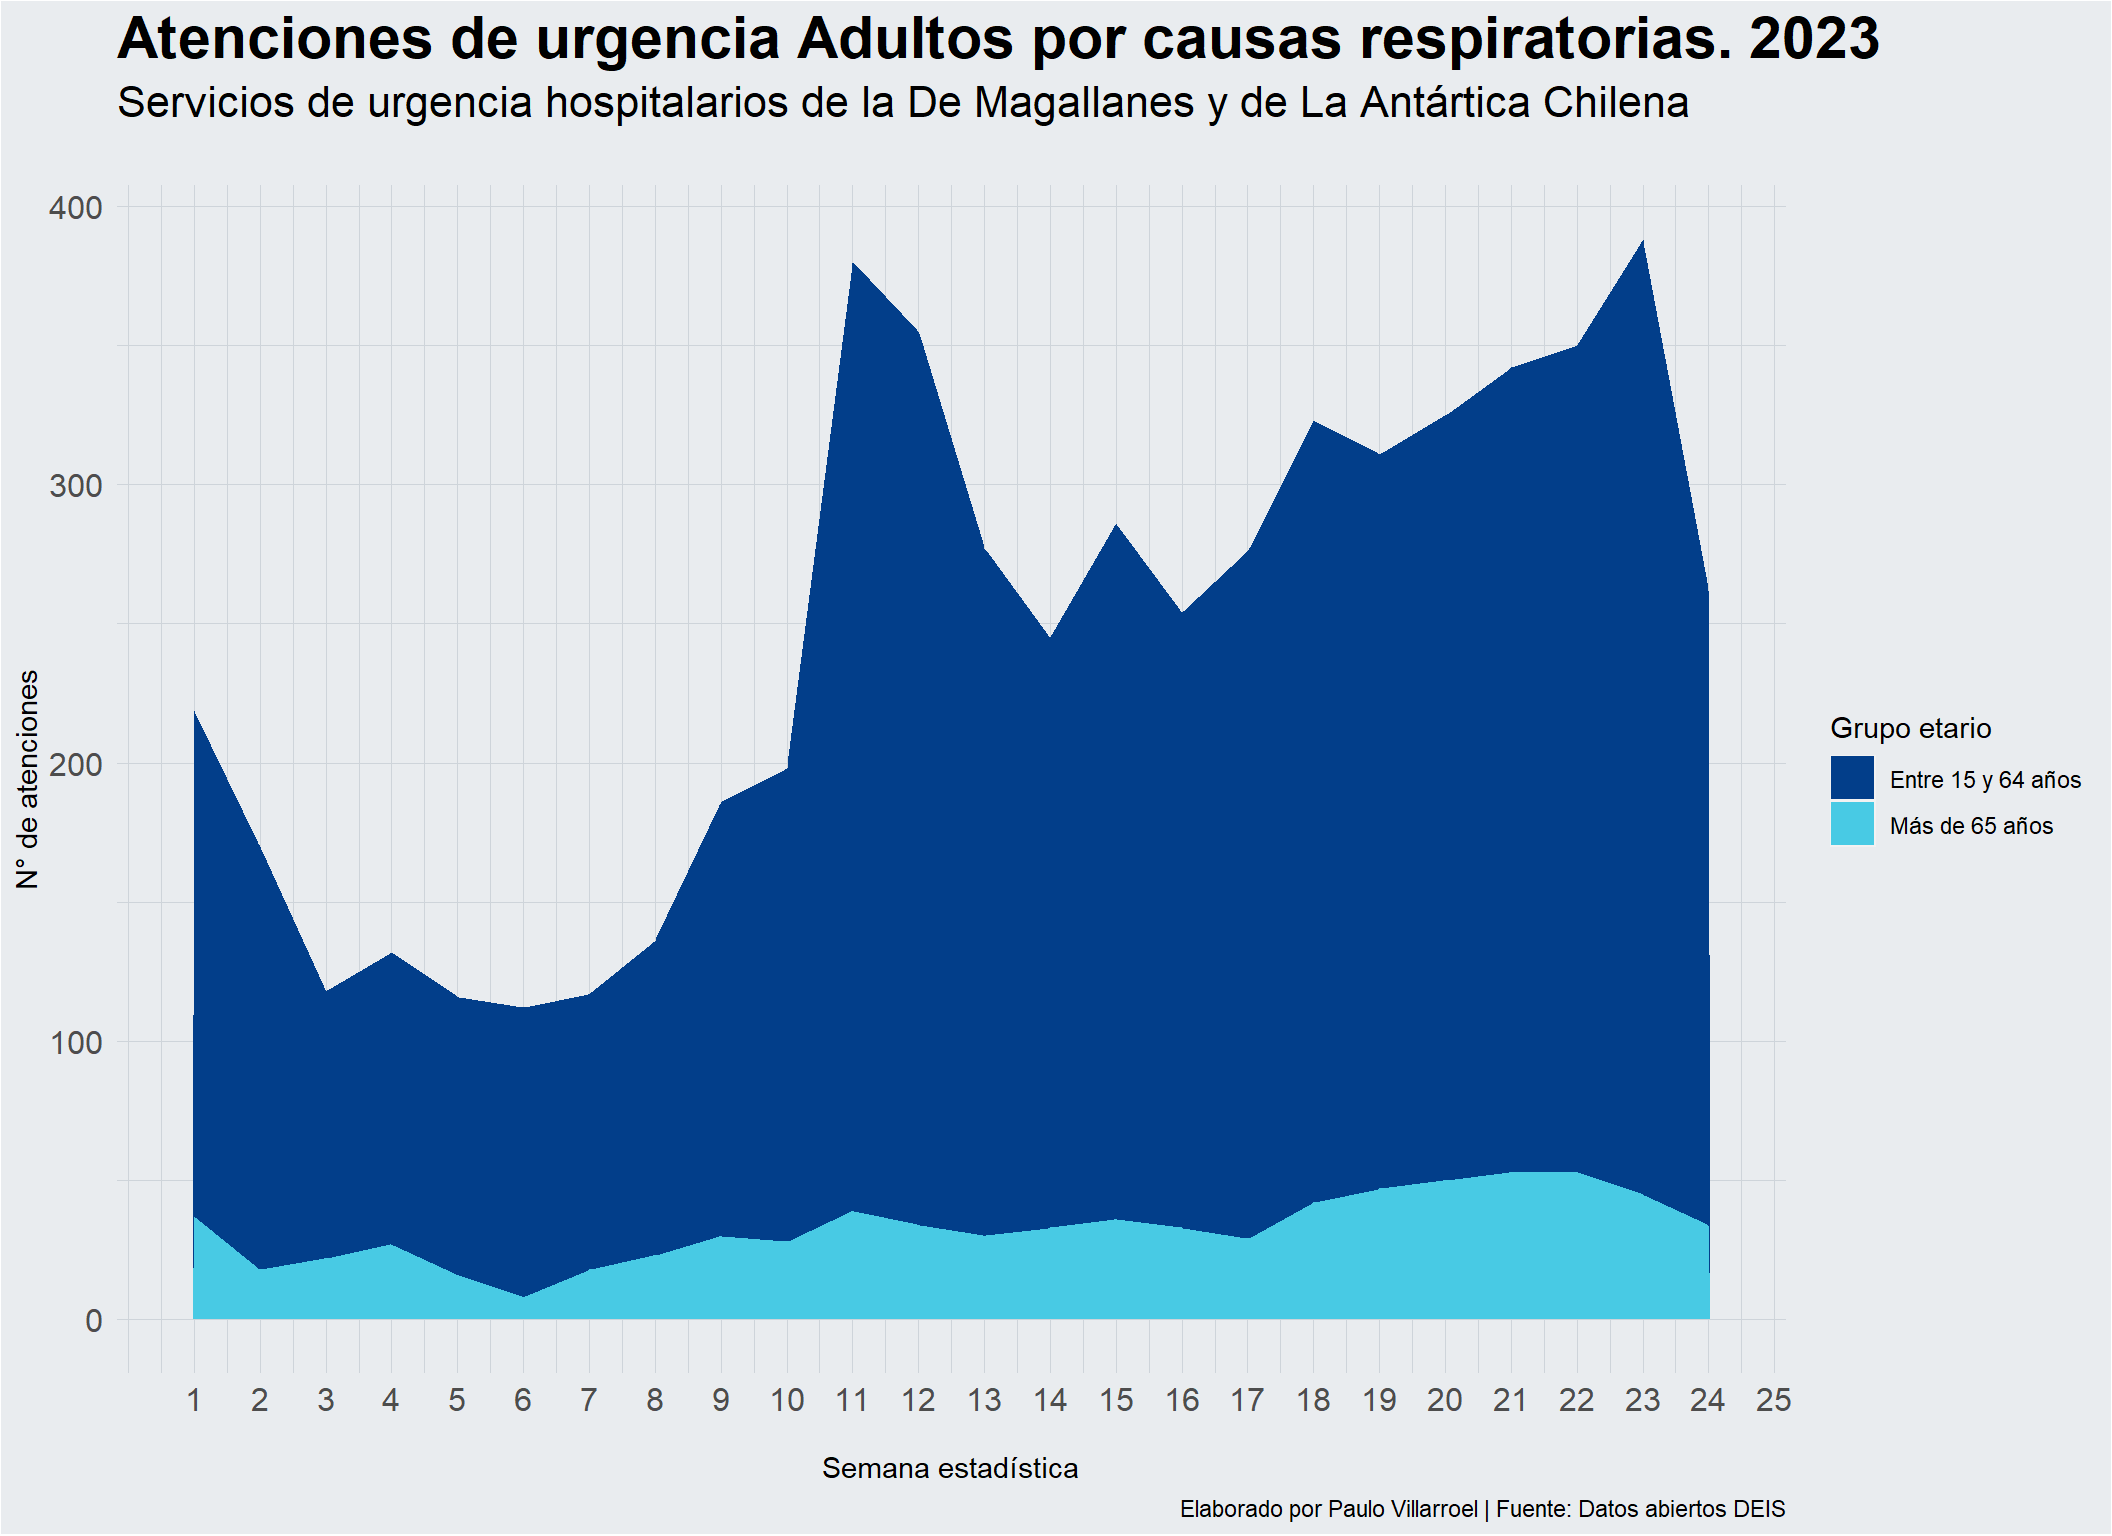 Atenciones de urgencia Adultos por causas respiratorias. 2023
Servicios de urgencia hospitalarios de la De Magallanes y de La Antártica Chilena
400
300
200
100
0
N° de atenciones
1 2 3 4 5 6 7 8 9 10 11 12 13 14 15 16 17 18 19 20 21 22 23 24 25
Semana estadística
Grupo etario
Entre 15 y 64 años
Más de 65 años
Elaborado por Paulo Villarroel | Fuente: Datos abiertos DEIS